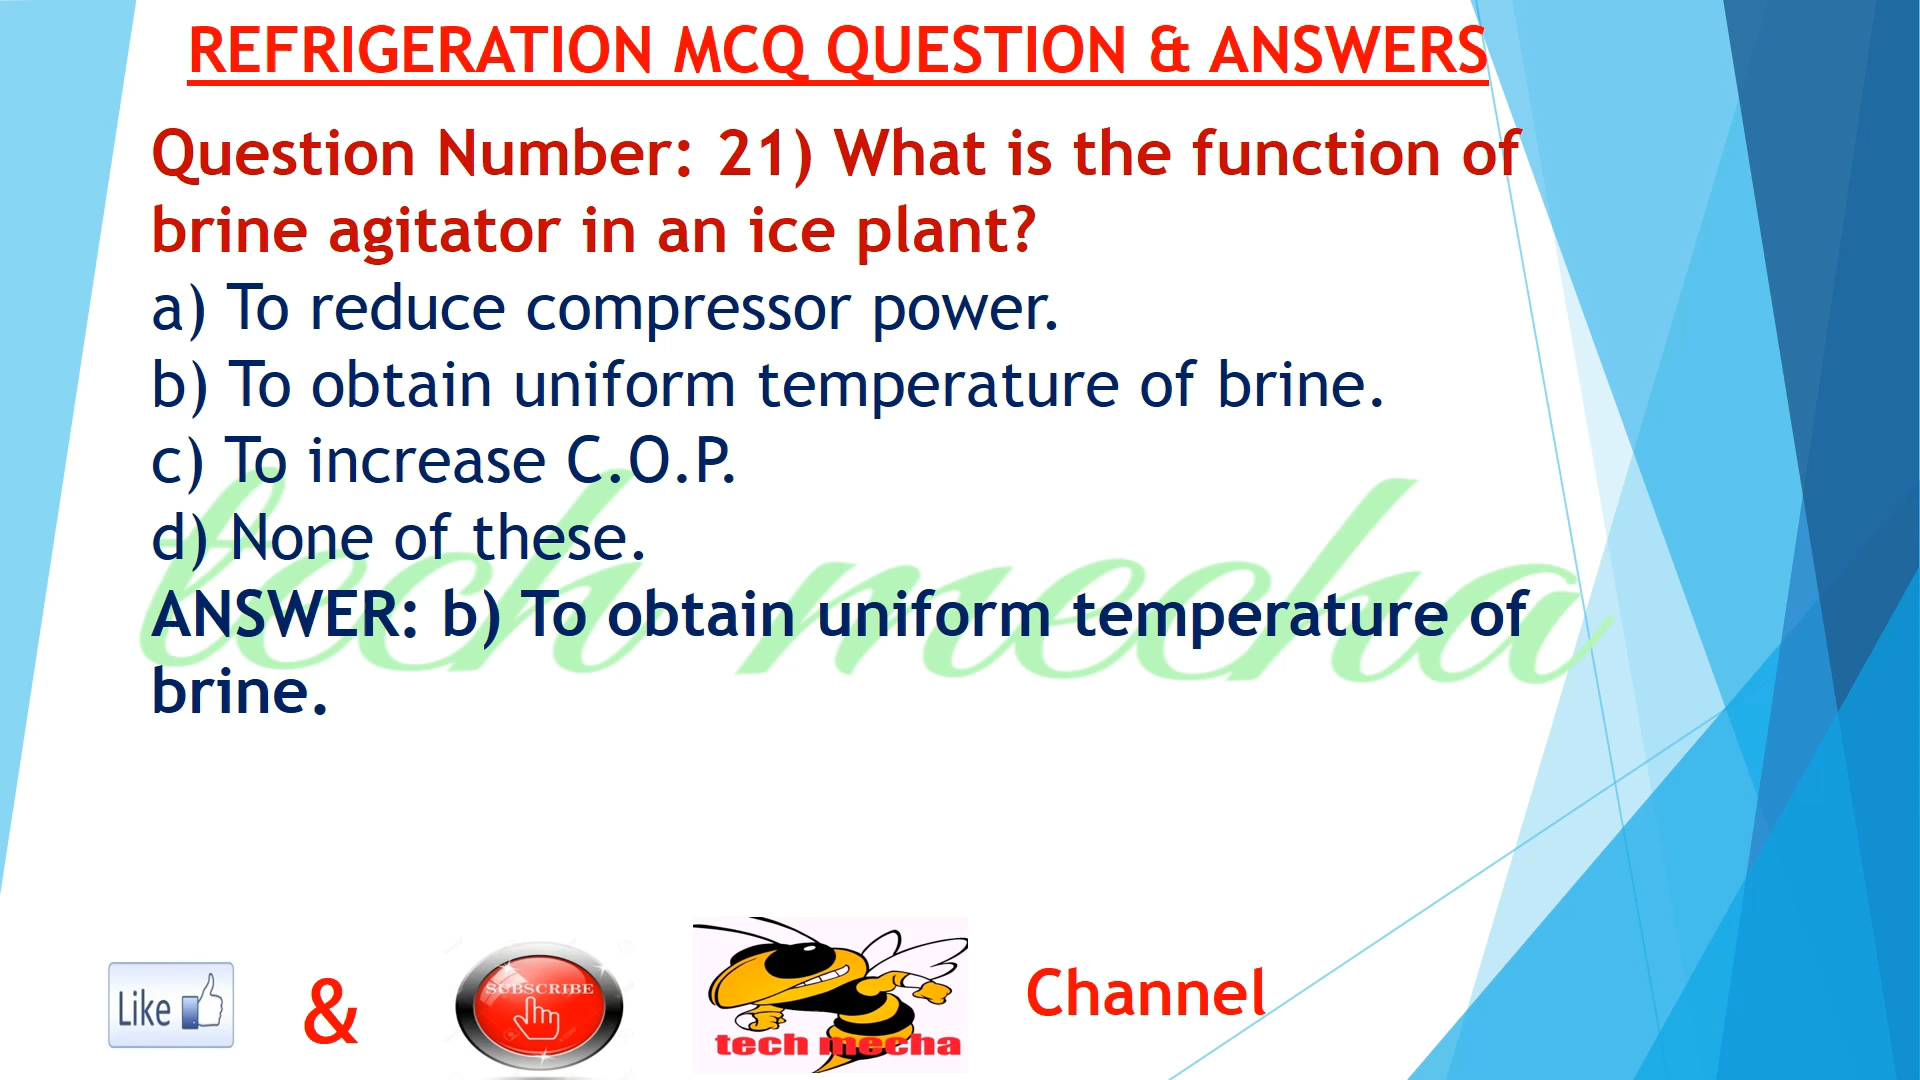 REFRIGERATION MCQ QUESTION & ANSWERS
Question Number: 21) What is the function of
brine agitator in an ice plant?
a) To reduce compressor power.
b) To obtain uniform temperature of brine.
c) To increase C.O.P.
d) None of these.
tech mecha
ANSWER: b) To obtain uniform temperature of
brine.
Like
&
SUBSCRIBE
tech mecha
Channel